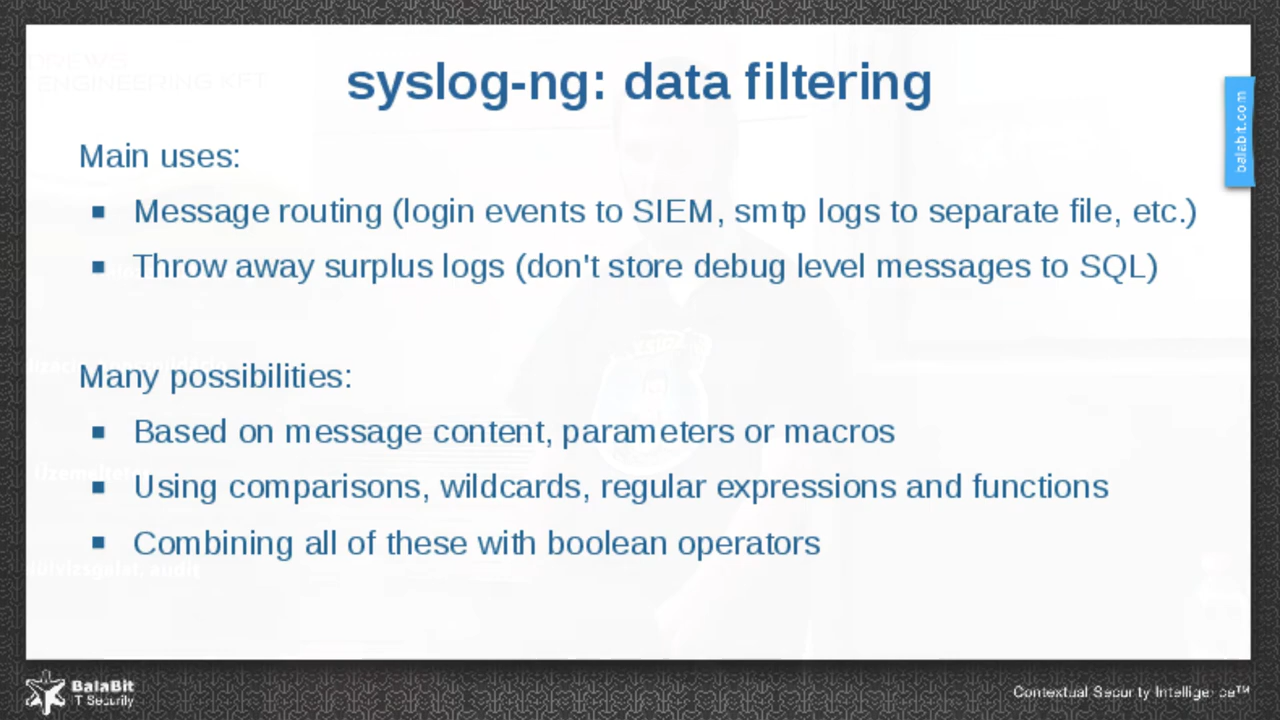 syslog-ng: data filtering
balabit.com
Main uses:
Message routing (login events to SIEM, smtp logs to separate file, etc.)
Throw away surplus logs (don't store debug level messages to SQL)
Many possibilities:
Based on message content, parameters or macros
Using comparisons, wildcards, regular expressions and functions
Combining all of these with boolean operators
BalaBit
IT Security
Contextual Security Intelligence™